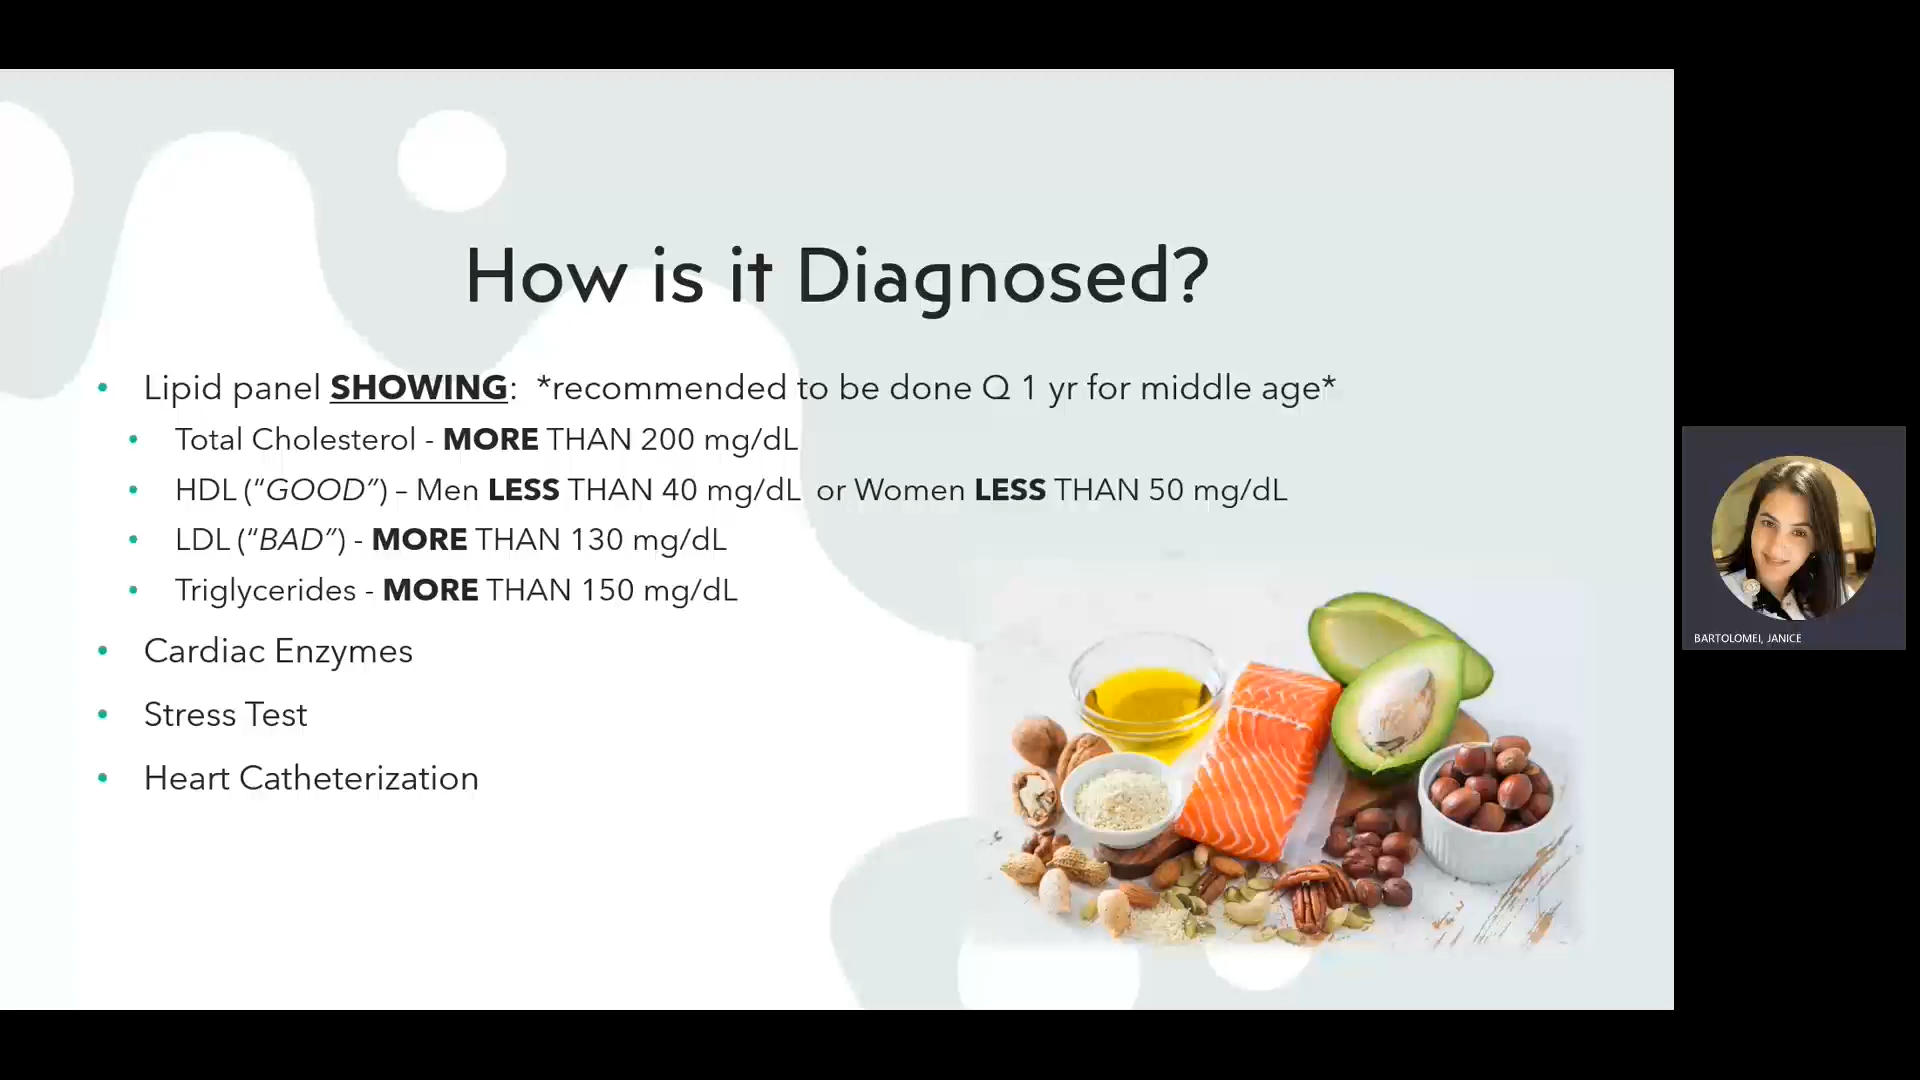 How is it Diagnosed?
• Lipid panel SHOWING: *recommended to be done Q 1 yr for middle age*
• Total Cholesterol - MORE THAN 200 mg/dL
• HDL (“GOOD”) – Men LESS THAN 40 mg/dL or Women LESS THAN 50 mg/dL
• LDL (“BAD”) - MORE THAN 130 mg/dL
• Triglycerides - MORE THAN 150 mg/dL
• Cardiac Enzymes
• Stress Test
• Heart Catheterization
BARTOLOMEI, JANICE